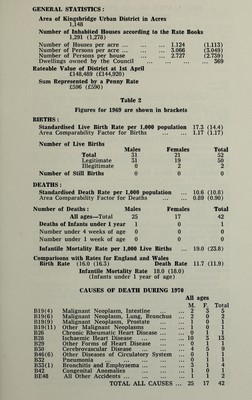 GENERAL STATISTICS :
Area of Kingsbridge Urban District in Acres
1,148
Number of Inhabited Houses according to the Rate Books
1,291 (1,278)
Number of Houses per acre ... ... ... 1.124 (1.113)
Number of Persons per acre ... ... ... 3.066 (3.048)
Number of Persons per house ... ... 2.727 (2.739)
Dwellings owned by the Council ... ... ... 369
Rateable Value of District at 1st April
£148,489 (£144,920)
Sum Represented by a Penny Rate
£596 (£590)
Table 2
Figures for 1969 are shown in brackets
BIRTHS :
Standardised Live Birth Rate per 1,000 population 17.3 (14.4)
Area Comparability Factor for Births ... ... 1.17 (1.17)
Number of Live Births
Males Females Total
Total 31 21 52
Legitimate 31 19 50
Illegitimate 0 2 2
Number of Still Births 0 0 0
DEATHS :
Standardised Death Rate per 1,000 population ... 10.6 (10.8)
Area Comparability Factor for Deaths ... ... 0.89 (0.90)
Number of Deaths: Males Females Total
All ages—Total 25 17 42
Deaths of Infants under 1 year 1 0 1
Number under 4 weeks of age 0 0 0
Number under 1 week of age 0 0 0
Infantile Mortality Rate per 1,000 Live Births ... 19.0 (23.8)
Comparisons with Rates for England and Wales
Birth Rate (16.0 (16.3) Death Rate 11.7 (11.9)
Infantile Mortality Rate 18.0 (18.0)
(Infants under 1 year of age)
CAUSES OF DEATH DURING 1970
All ages
M. F. Total
B19(4) Malignant Neoplasm, Intestine ... ... 2 3 5
B19(6) Malignant Neoplasm, Lung, Bronchus ... 2 0 2
B19(9) Malignant Neoplasm, Prostate ... ... 1 0 1
B19(11) Other Malignant Neoplasms ... ... 1 0 1
B26 Chronic Rheumatic Heart Disease ... ... 0 1 1
B28 Ischaemic Heart Disease ... ... ... 10 3 13
B29 Other Forms of Heart Disease ... ... 0 1 1
B30 Cerebrovascular Disease ... ... ... 4 5 9
B46(6) Other Diseases of Circulatory System ... 0 1 1
B32 Pneumonia ... ... ... ... 0 1 1
B33(1) Bronchitis and Emphysema ... ... 3 1 4
B42 Congenital Anomalies ... ... ... 1 0 1
BE48 All Other Accidents ... ... ... 1 1 2
TOTAL ALL CAUSES ... 25 17 42